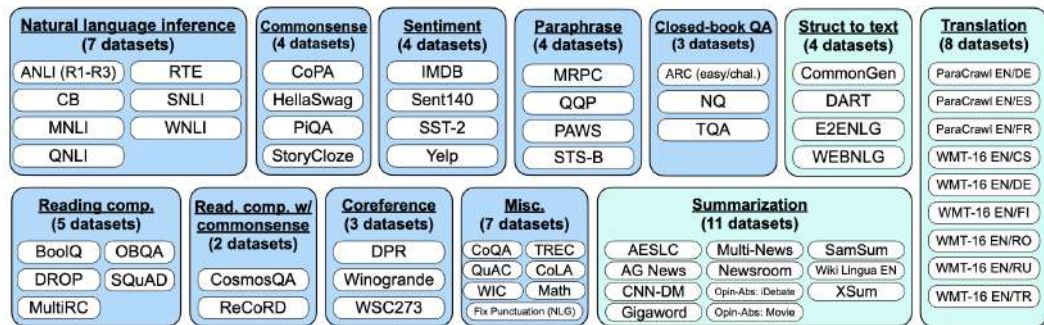 Natural language inference
(7 datasets)
ANLI (R1-R3)
RTE
CB
SNLI
MNLI
WNLI
QNLI
Commonsense
(4 datasets)
CoPA
HellaSwag
PiQA
StoryCloze
Sentiment
(4 datasets)
IMDB
Sent140
SST-2
Yelp
Paraphrase
(4 datasets)
MRPC
QQP
PAWS
STS-B
Closed-book QA
(3 datasets)
ARC (easy/chal.)
NQ
TQA
Struct to text
(4 datasets)
CommonGen
DART
E2ENLG
WEBNLG
Translation
(8 datasets)
ParaCrawl EN/DE
ParaCrawl EN/ES
ParaCrawl EN/FR
WMT-16 EN/CS
WMT-16 EN/DE
WMT-16 EN/FI
WMT-16 EN/RO
WMT-16 EN/RU
WMT-16 EN/TR
Reading comp.
(5 datasets)
BoolQ
OBQA
DROP
SQuAD
MultiRC
Read. comp. w/
commonsense
(2 datasets)
CosmosQA
ReCoRD
Coreference
(3 datasets)
DPR
Winogrande
WSC273
Misc.
(7 datasets)
CoQA
TREC
QuAC
CoLA
WIC
Math
Fix Punctuation (NLG)
Summarization
(11 datasets)
AESLC
Multi-News
SamSum
AG News
Newsroom
Wiki Lingua EN
CNN-DM
Opin-Abs: iDebate
XSum
Gigaword
Opin-Abs: Movie